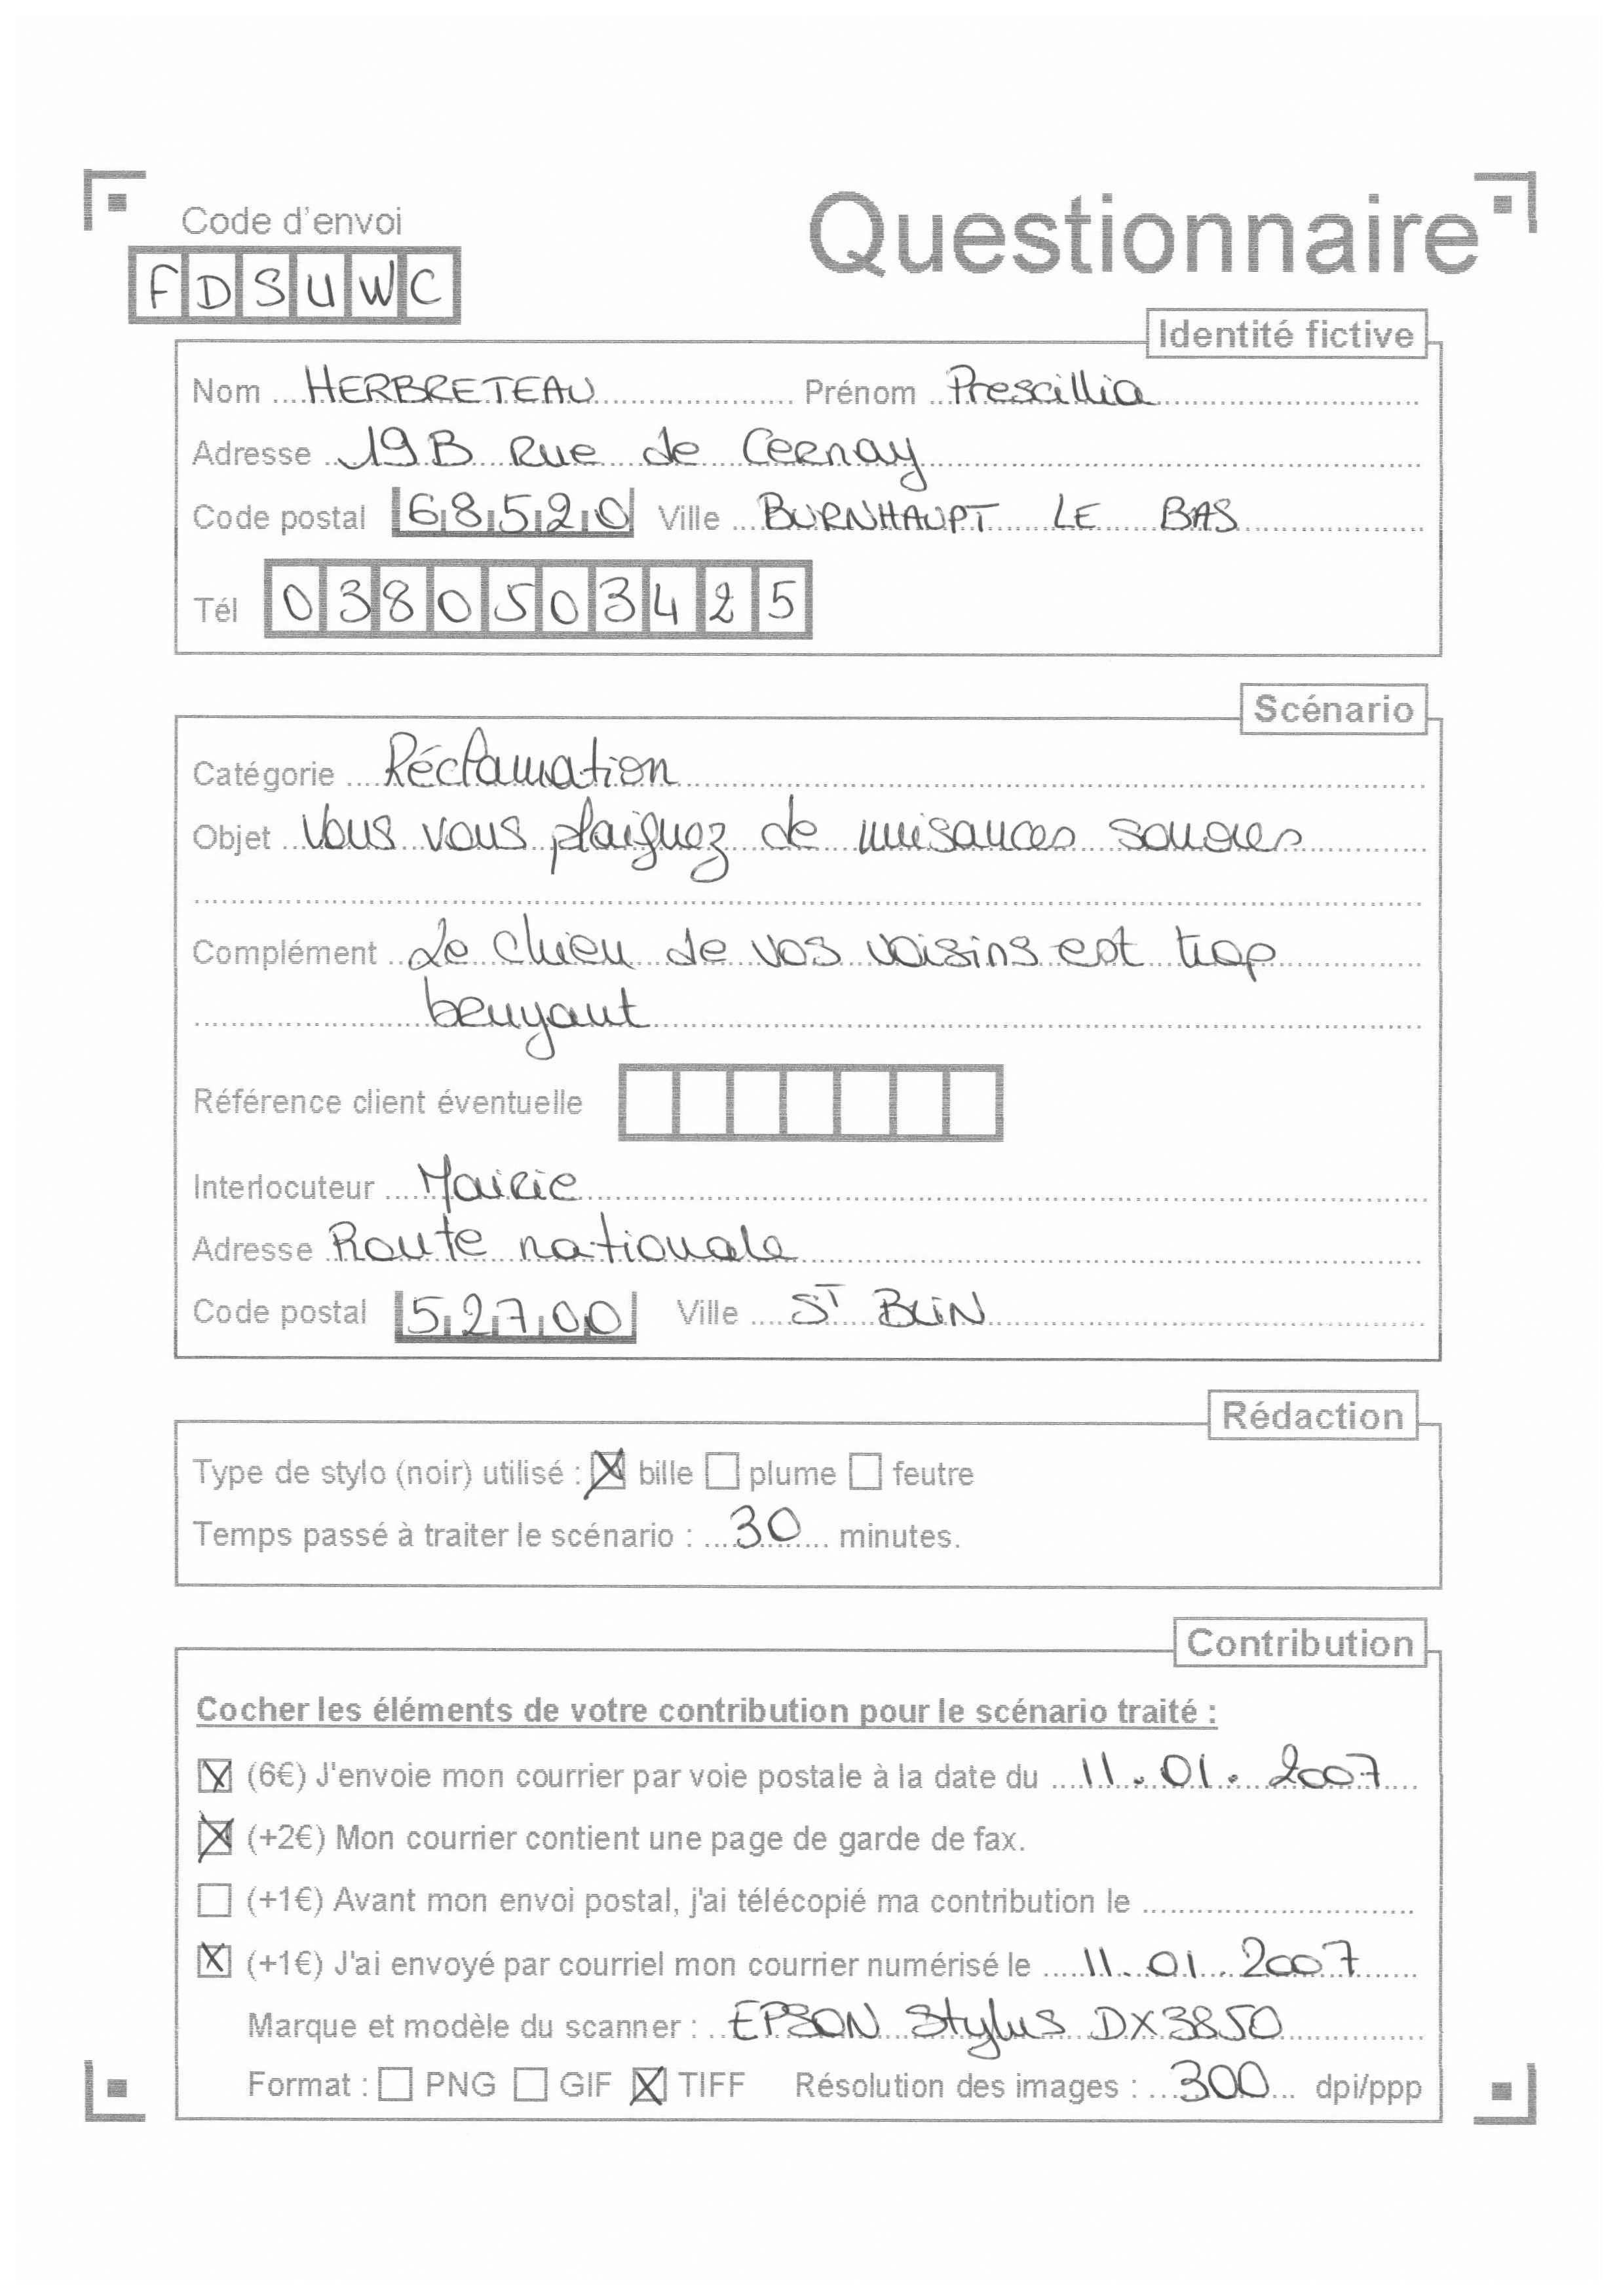 Code d'envoi
Questionnaire
FDSUWC
Identité fictive
Nom HERBRETEAU Prénom Prescillia
Adresse 19B Rue de Cernay
Code postal 68520 Ville BURNHAUPT LE BAS
Tél 0380503425
Scénario
Catégorie Réclamation
Objet Vous vous plaignez de nuisances sonores
Complément Le chien de vos voisins est trop
bruyant
Référence client éventuelle
Interlocuteur Mairie
Adresse Route nationale
Code postal 52700 Ville ST BLIN
Rédaction
Type de stylo (noir) utilisé : bille plume feutre
Temps passé à traiter le scénario : 30 minutes.
Contribution
Cocher les éléments de votre contribution pour le scénario traité :
(6€) J'envoie mon courrier par voie postale à la date du 11.01.2007
(+2€) Mon courrier contient une page de garde de fax.
(+1€) Avant mon envoi postal, j'ai télécopié ma contribution le
(+1€) J'ai envoyé par courriel mon courrier numérisé le 11.01.2007
Marque et modèle du scanner : EPSON Stylus DX3850
Format : PNG GIF TIFF Résolution des images : 300 dpi/ppp